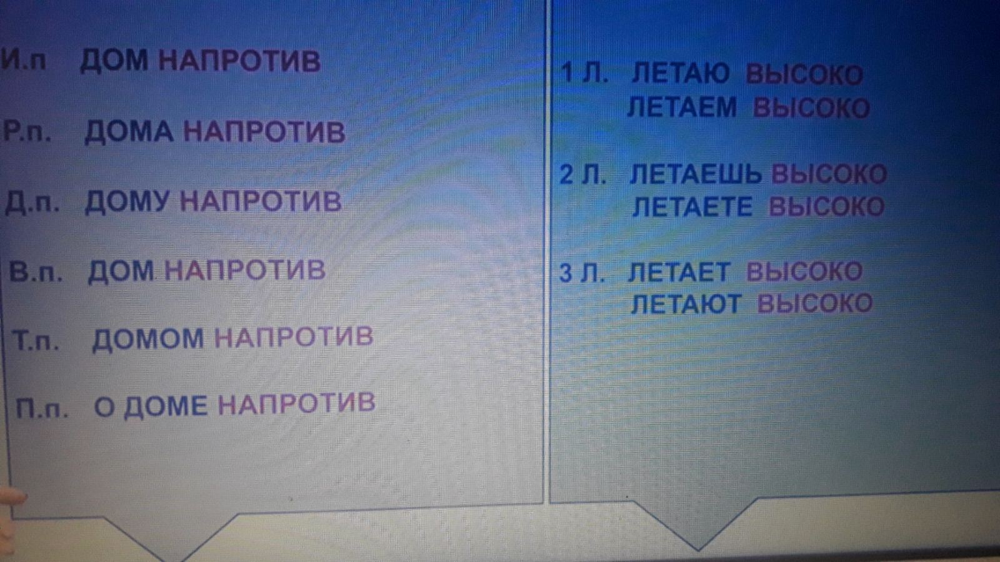 И.п ДОМ НАПРОТИВ
Р.п. ДОМА НАПРОТИВ
Д.п. ДОМУ НАПРОТИВ
В.п. ДОМ НАПРОТИВ
Т.п. ДОМОМ НАПРОТИВ
П.п. О ДОМЕ НАПРОТИВ
1 Л. ЛЕТАЮ ВЫСОКО
ЛЕТАЕМ ВЫСОКО
2 Л. ЛЕТАЕШЬ ВЫСОКО
ЛЕТАЕТЕ ВЫСОКО
3 Л. ЛЕТАЕТ ВЫСОКО
ЛЕТАЮТ ВЫСОКО